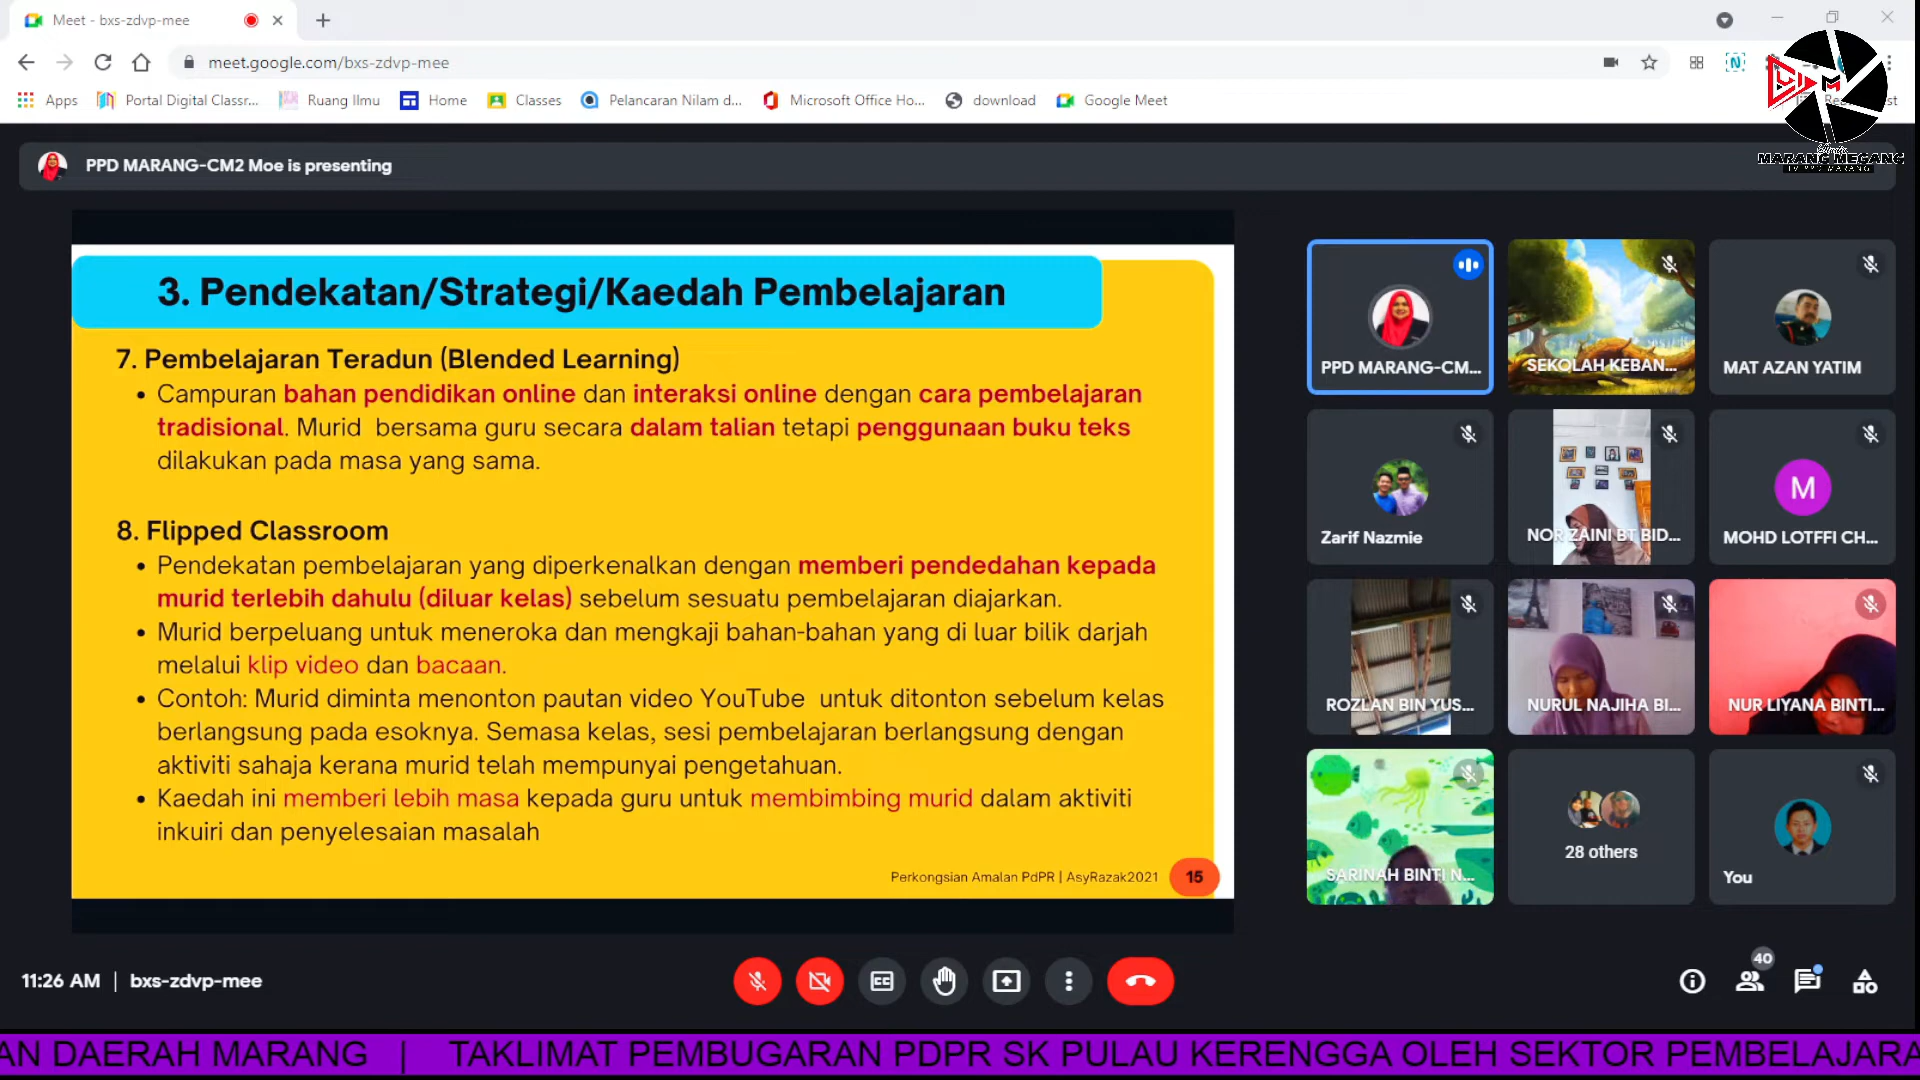 Meet - bxs-zdvp-mee
meet.google.com/bxs-zdvp-mee
Apps
Portal Digital Classr...
Ruang Ilmu
Home
Classes
Pelancaran Nilam d...
Microsoft Office Ho...
download
Google Meet
MARANG MEGANG
PPD MARANG-CM2 Moe is presenting
3. Pendekatan/Strategi/Kaedah Pembelajaran
7. Pembelajaran Teradun (Blended Learning)
• Campuran bahan pendidikan online dan interaksi online dengan cara pembelajaran
tradisional. Murid bersama guru secara dalam talian tetapi penggunaan buku teks
dilakukan pada masa yang sama.
8. Flipped Classroom
• Pendekatan pembelajaran yang diperkenalkan dengan memberi pendedahan kepada
murid terlebih dahulu (diluar kelas) sebelum sesuatu pembelajaran diajarkan.
• Murid berpeluang untuk meneroka dan mengkaji bahan-bahan yang di luar bilik darjah
melalui klip video dan bacaan.
• Contoh: Murid diminta menonton pautan video YouTube untuk ditonton sebelum kelas
berlangsung pada esoknya. Semasa kelas, sesi pembelajaran berlangsung dengan
aktiviti sahaja kerana murid telah mempunyai pengetahuan.
• Kaedah ini memberi lebih masa kepada guru untuk membimbing murid dalam aktiviti
inkuiri dan penyelesaian masalah
Perkongsian Amalan PdPR | AsyRazak2021
15
PPD MARANG-CM...
SEKOLAH KEBAN...
MAT AZAN YATIM
Zarif Nazmie
NOR ZAINI BT BID...
M
MOHD LOTFFI CH...
ROZLAN BIN YUS...
NURUL NAJIHA BI...
NUR LIYANA BINTI...
SARINAH BINTI N...
28 others
You
11:26 AM | bxs-zdvp-mee
40
AN DAERAH MARANG | TAKLIMAT PEMBUGARAN PDPR SK PULAU KERENGGA OLEH SEKTOR PEMBELAJARA